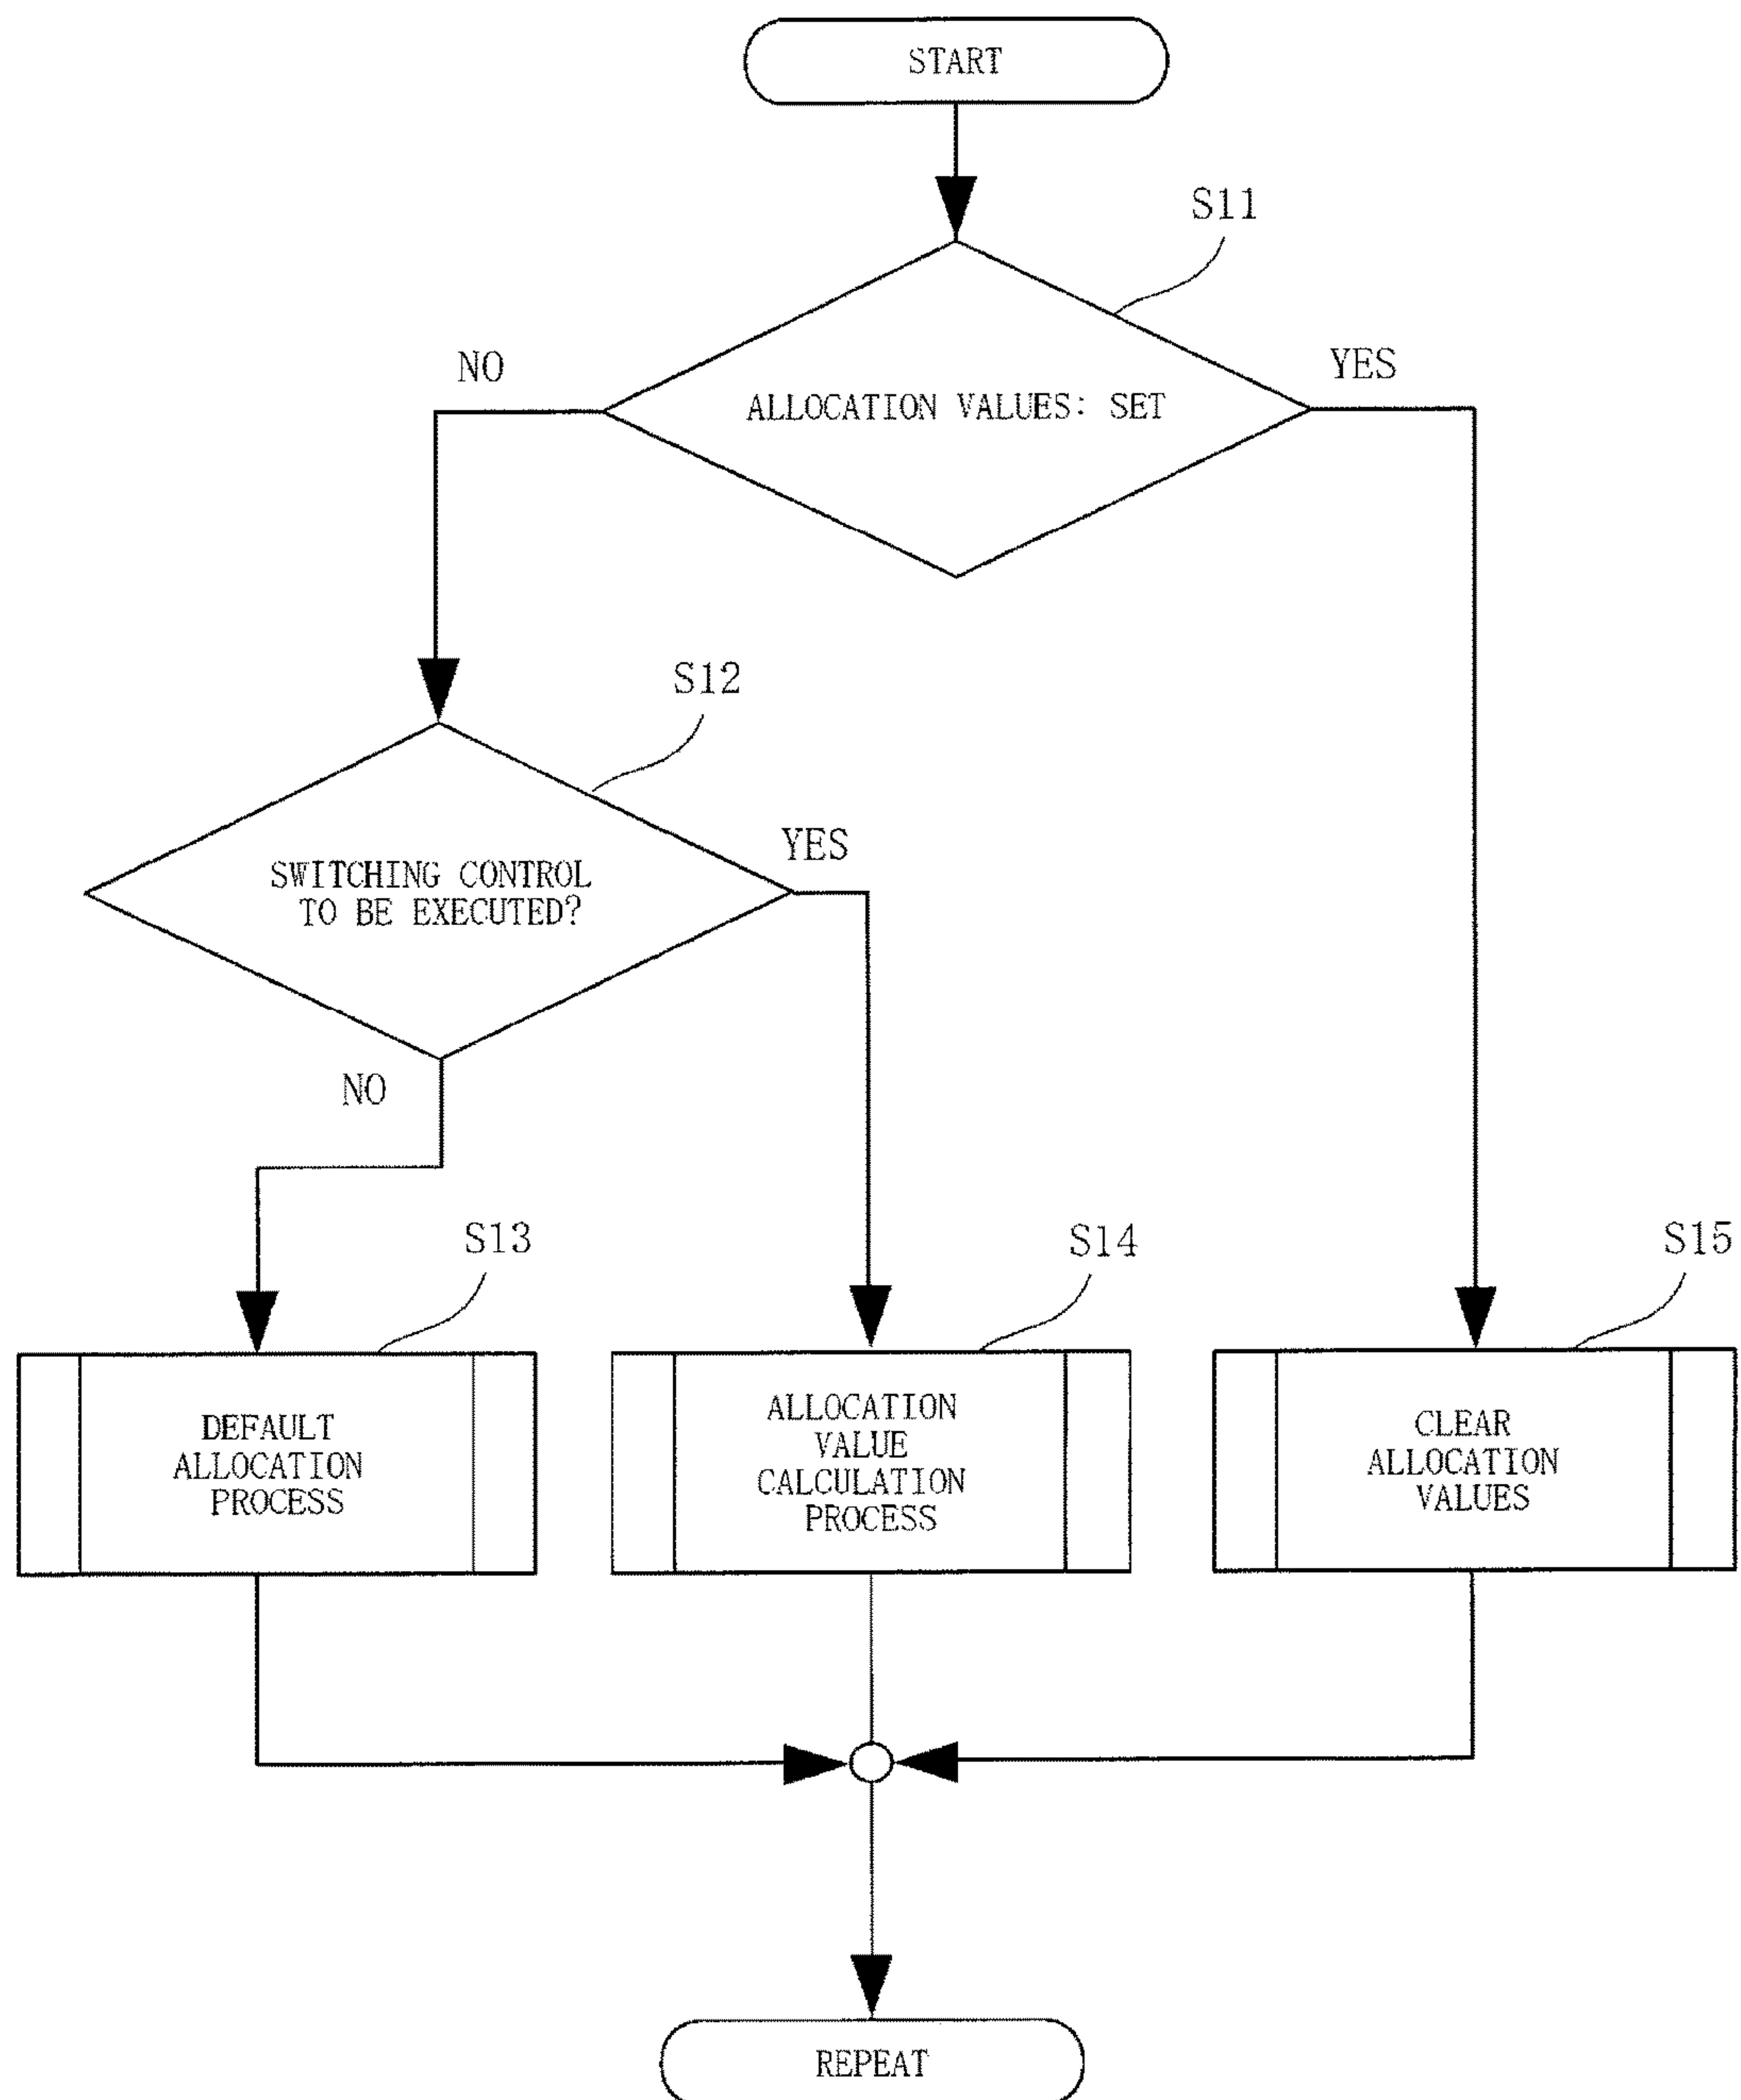 START
S11
NO
YES
ALLOCATION VALUES: SET
S12
YES
SWITCHING CONTROL
TO BE EXECUTED?
NO
S13
S14
S15
DEFAULT
ALLOCATION
PROCESS
ALLOCATION
VALUE
CALCULATION
PROCESS
CLEAR
ALLOCATION
VALUES
REPEAT